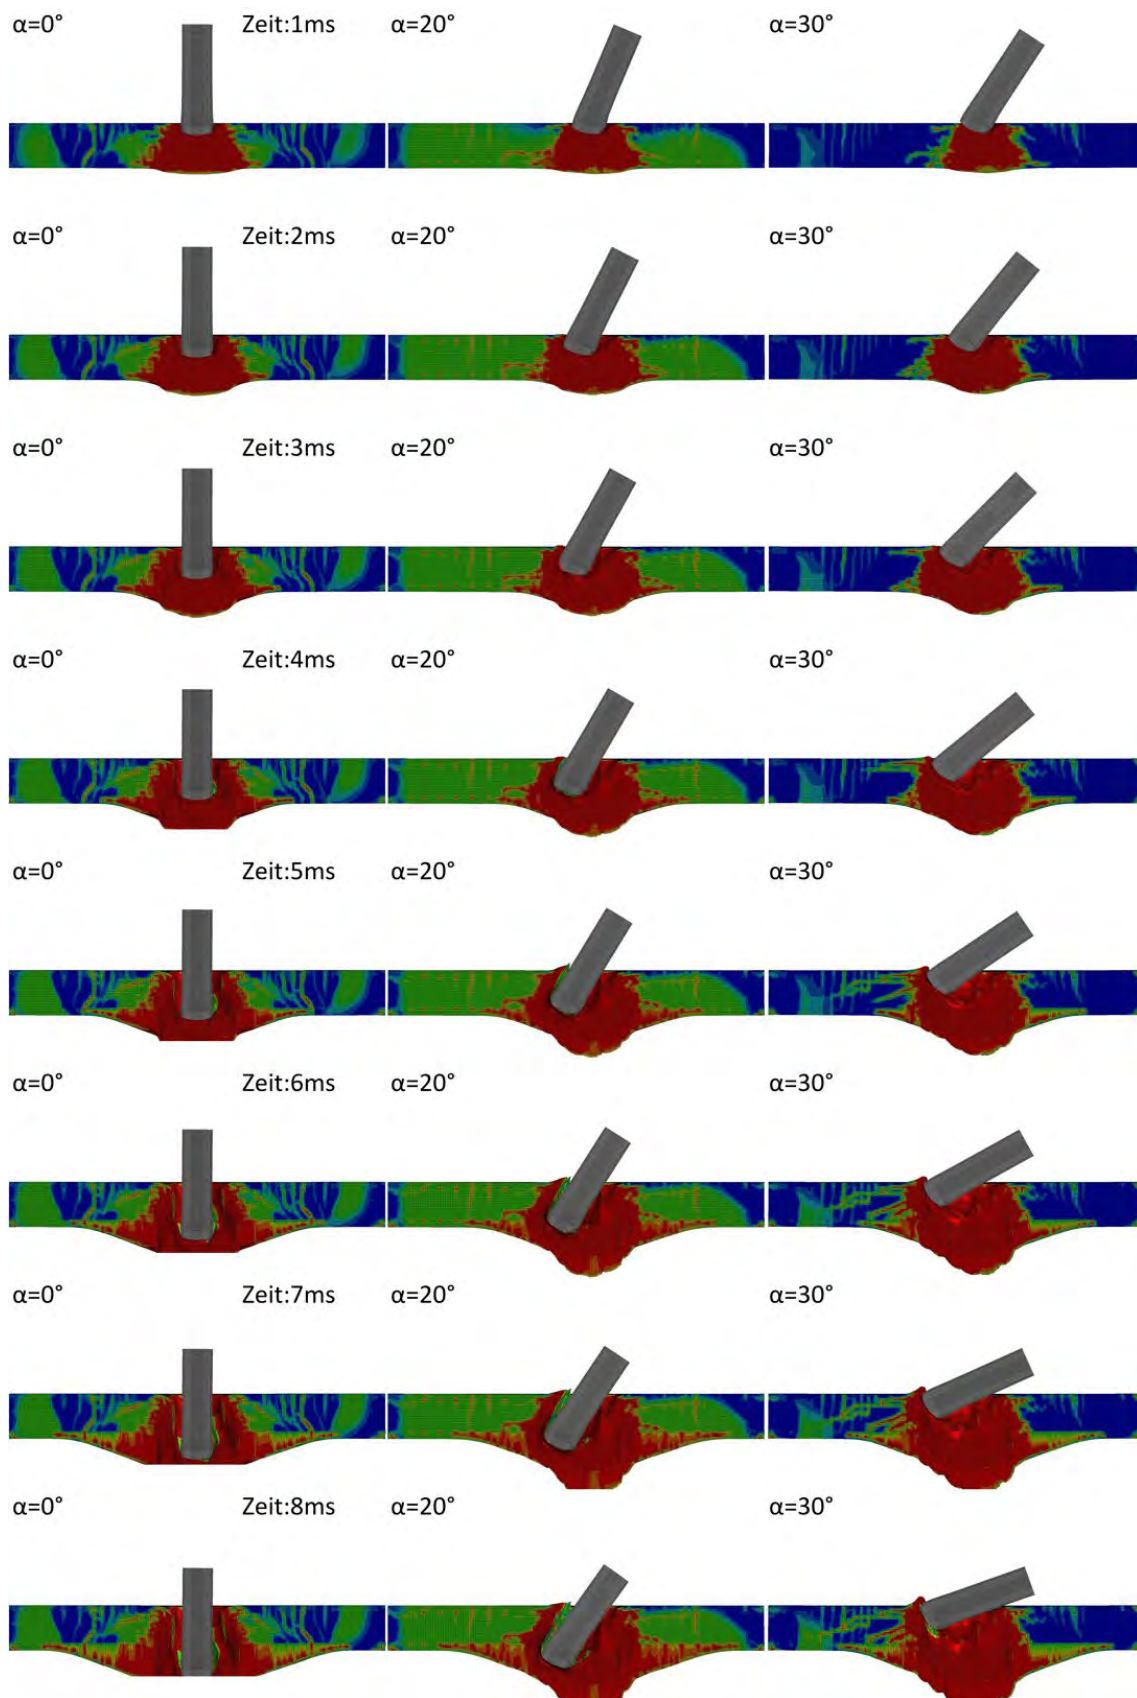 α=0° Zeit:1ms α=20° α=30°
α=0° Zeit:2ms α=20° α=30°
α=0° Zeit:3ms α=20° α=30°
α=0° Zeit:4ms α=20° α=30°
α=0° Zeit:5ms α=20° α=30°
α=0° Zeit:6ms α=20° α=30°
α=0° Zeit:7ms α=20° α=30°
α=0° Zeit:8ms α=20° α=30°